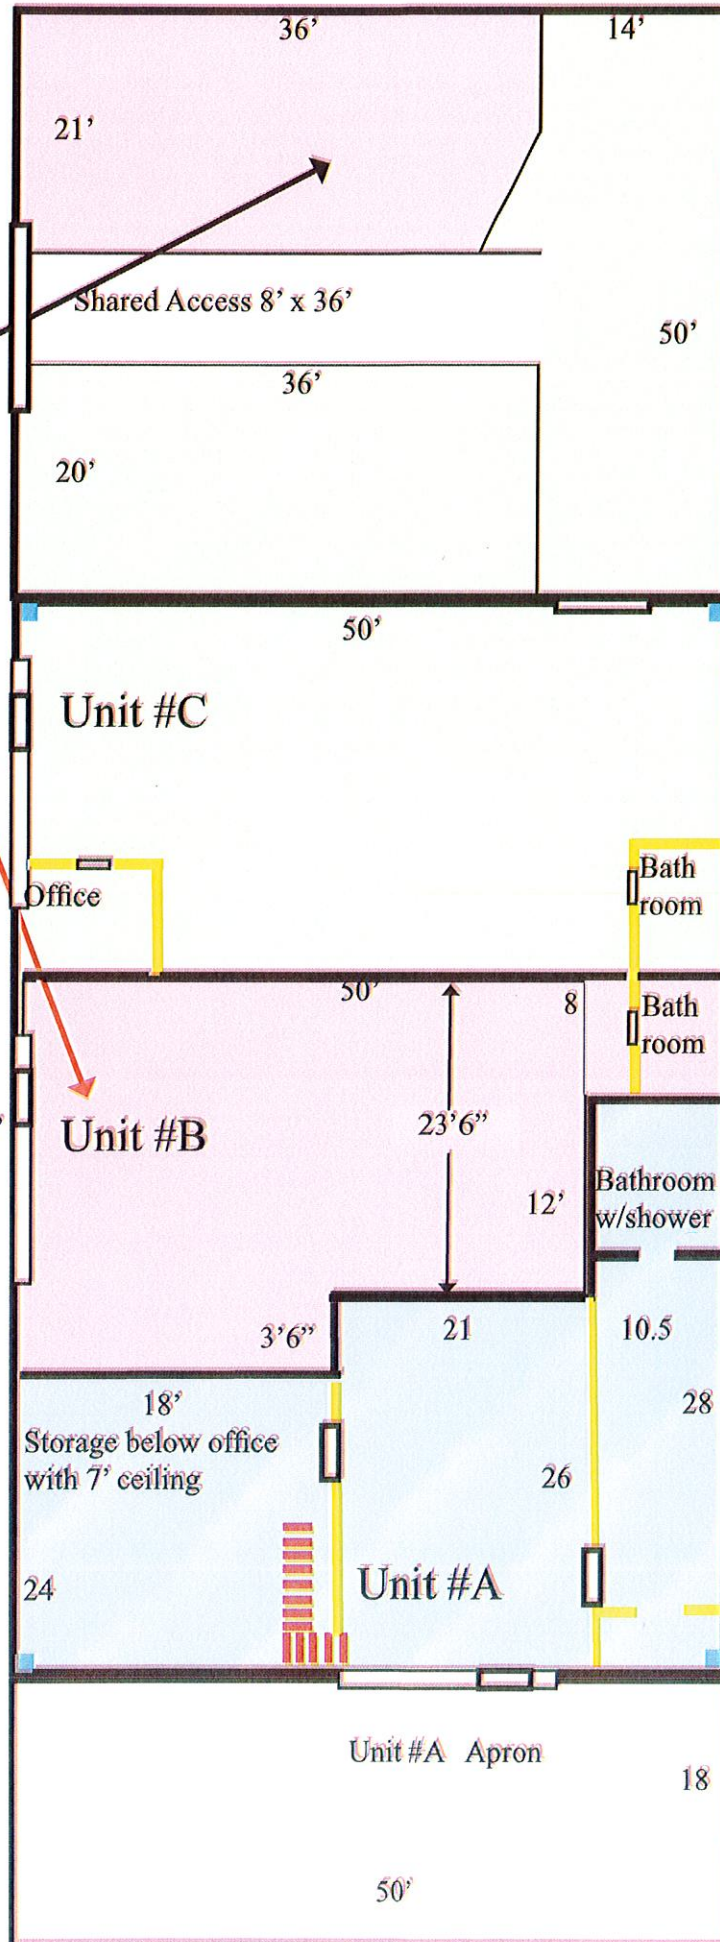 36’ 14’
21’
Shared Access 8’ x 36’
50’
36’
20’
50’
Unit #C
Office
Bath
room
50’
8
Bath
room
Unit #B
23’6”
12’
Bathroom
w/shower
3’6”
21
10.5
18’
28
Storage below office
with 7’ ceiling
26
24
Unit #A
Unit #A Apron
18
50’